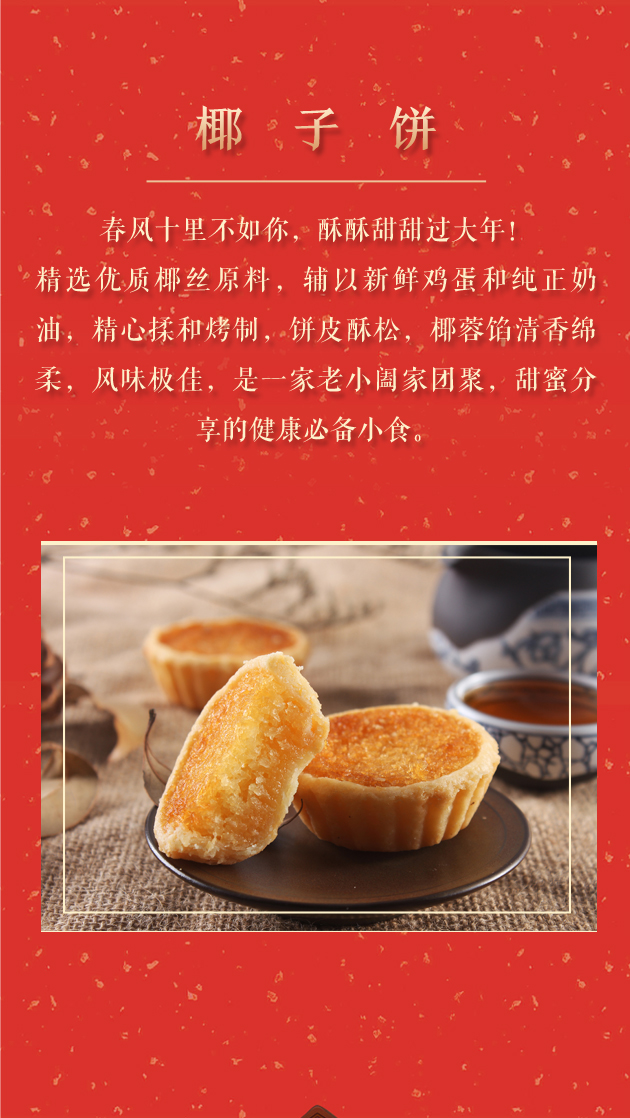 椰子饼
春风十里不如你，酥酥甜甜过大年！
精选优质椰丝原料，辅以新鲜鸡蛋和纯正奶
油，精心揉和烤制，饼皮酥松，椰蓉馅清香绵
柔，风味极佳，是一家老小阖家团聚，甜蜜分
享的健康必备小食。